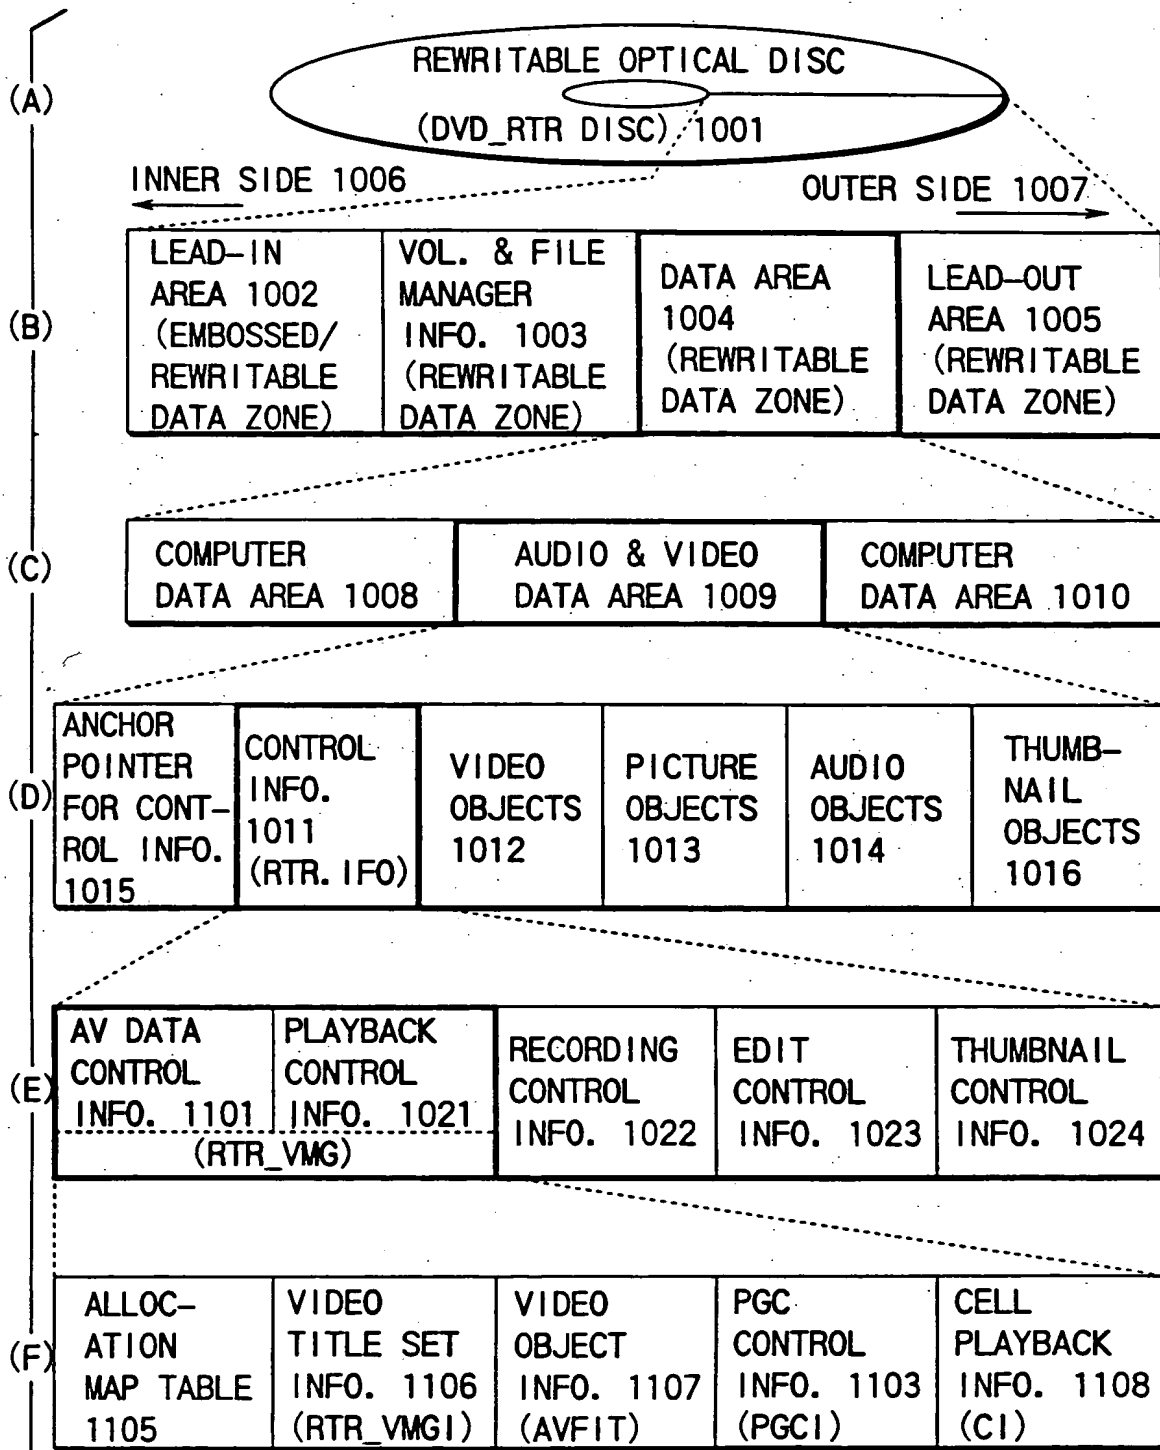 (A)
REWRITABLE OPTICAL DISC
(DVD_RTR DISC) 1001
INNER SIDE 1006
OUTER SIDE 1007
(B)
LEAD-IN
AREA 1002
(EMBOSSED/
REWRITABLE
DATA ZONE)
VOL. & FILE
MANAGER
INFO. 1003
(REWRITABLE
DATA ZONE)
DATA AREA
1004
(REWRITABLE
DATA ZONE)
LEAD-OUT
AREA 1005
(REWRITABLE
DATA ZONE)
(C)
COMPUTER
DATA AREA 1008
AUDIO & VIDEO
DATA AREA 1009
COMPUTER
DATA AREA 1010
(D)
ANCHOR
POINTER
FOR CONT-
ROL INFO.
1015
CONTROL
INFO.
1011
(RTR.IFO)
VIDEO
OBJECTS
1012
PICTURE
OBJECTS
1013
AUDIO
OBJECTS
1014
THUMB-
NAIL
OBJECTS
1016
(E)
AV DATA
CONTROL
INFO. 1101
PLAYBACK
CONTROL
INFO. 1021
(RTR_VMG)
RECORDING
CONTROL
INFO. 1022
EDIT
CONTROL
INFO. 1023
THUMBNAIL
CONTROL
INFO. 1024
(F)
ALLOC-
ATION
MAP TABLE
1105
VIDEO
TITLE SET
INFO. 1106
(RTR_VMGI)
VIDEO
OBJECT
INFO. 1107
(AVFIT)
PGC
CONTROL
INFO. 1103
(PGCI)
CELL
PLAYBACK
INFO. 1108
(CI)